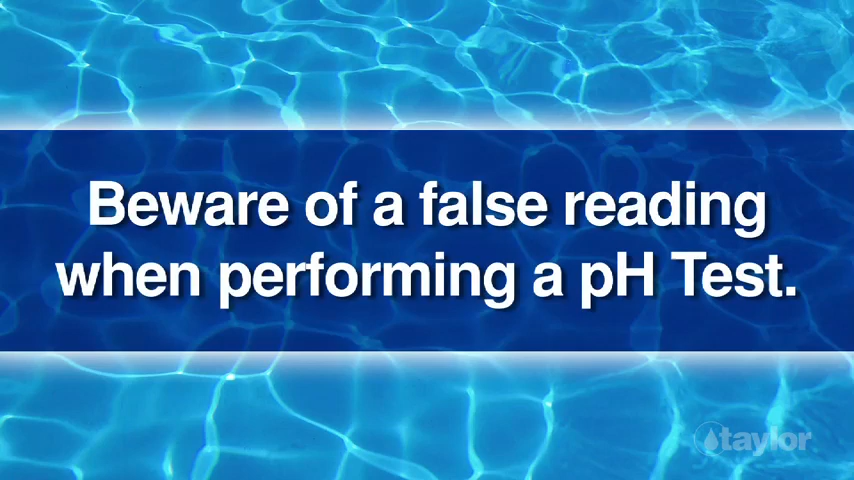 Beware of a false reading
when performing a pH Test.
taylor